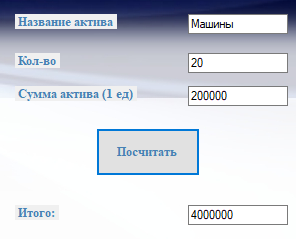 Название актива Машины
Кол-во 20
Сумма актива (1 ед) 200000
Посчитать
Итого: 4000000